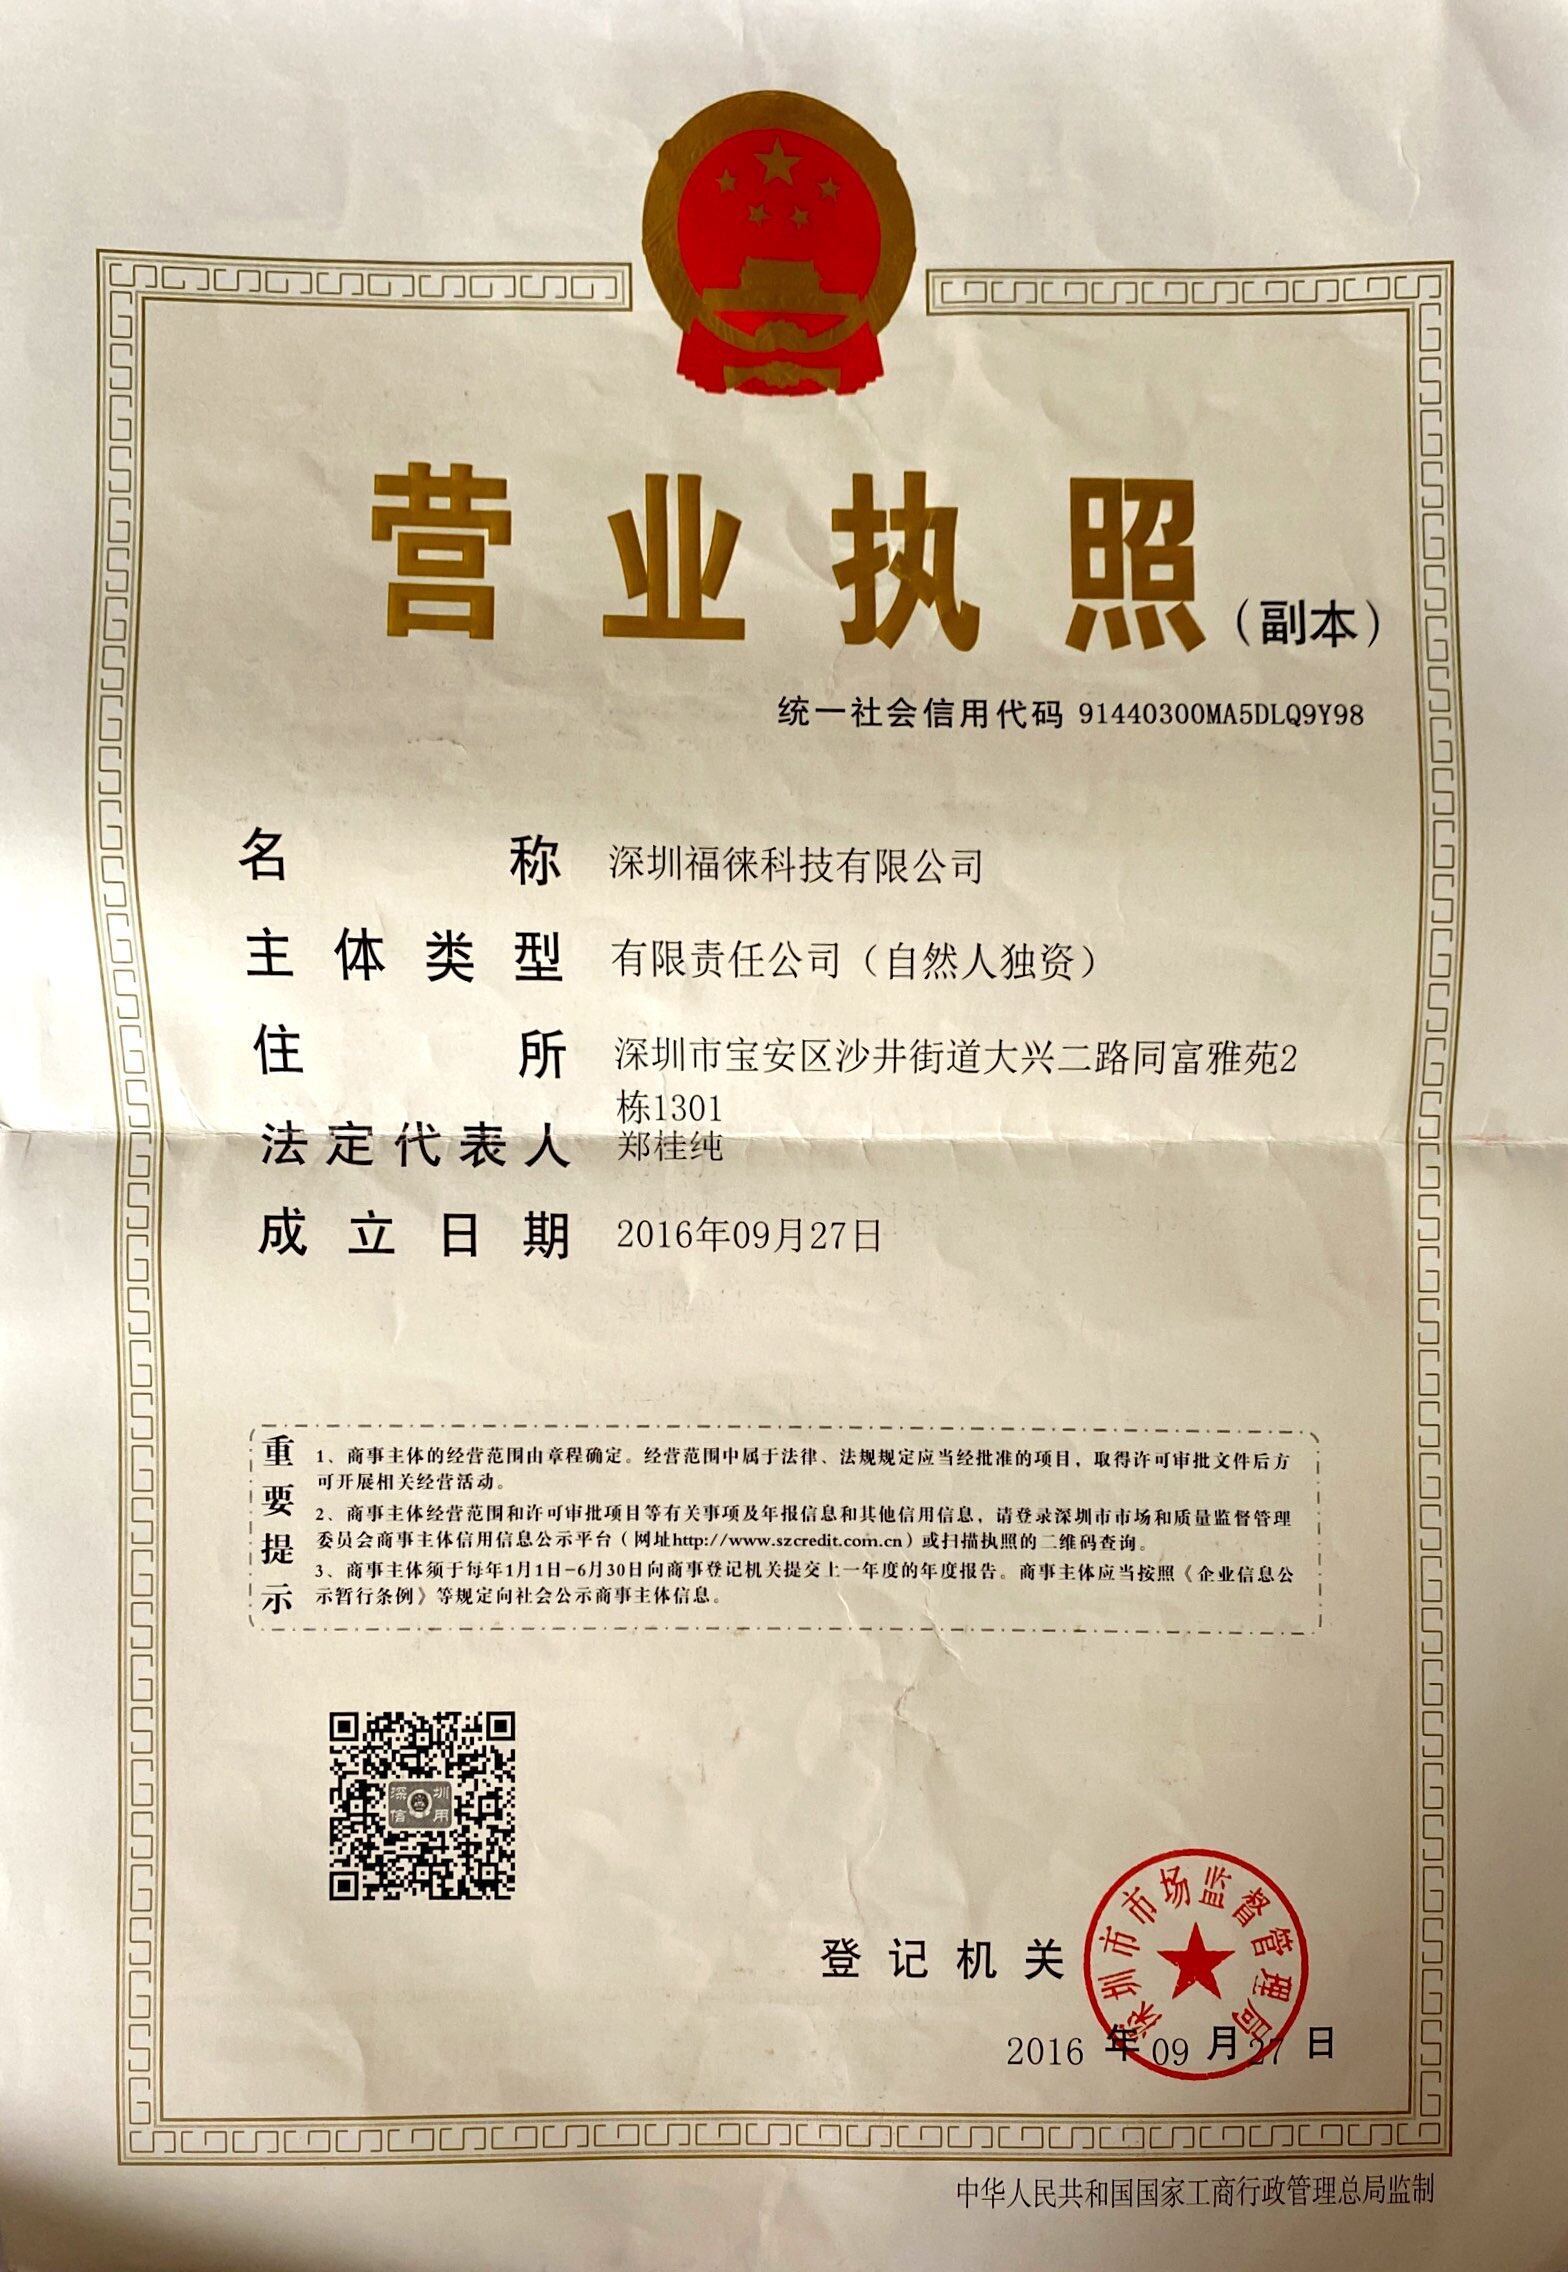 营业执照（副本）
统一社会信用代码 91440300MA5DLQ9Y98
名称 深圳福徕科技有限公司
主体类型 有限责任公司（自然人独资）
住所 深圳市宝安区沙井街道大兴二路同富雅苑2
栋1301
法定代表人 郑桂纯
成立日期 2016年09月27日
重要提示
1、商事主体的经营范围由章程确定。经营范围中属于法律、法规规定应当经批准的项目，取得许可审批文件后方
可开展相关经营活动。
2、商事主体经营范围和许可审批项目等有关事项及年报信息和其他信用信息，请登录深圳市市场和质量监督管理
委员会商事主体信用信息公示平台（网址http://www.szcredit.com.cn）或扫描执照的二维码查询。
3、商事主体须于每年1月1日-6月30日向商事登记机关提交上一年度的年度报告。商事主体应当按照《企业信息公
示暂行条例》等规定向社会公示商事主体信息。
深圳
信用
登记机关
深圳市市场监督管理局
2016 年 09 月 27 日
中华人民共和国国家工商行政管理总局监制